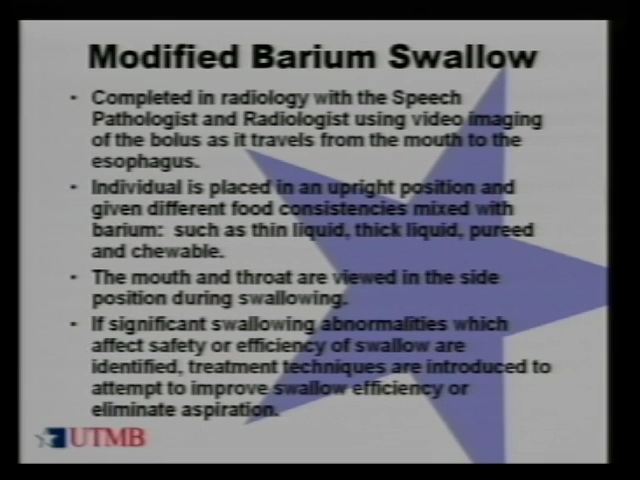 Modified Barium Swallow
• Completed in radiology with the Speech
Pathologist and Radiologist using video imaging
of the bolus as it travels from the mouth to the
esophagus.
• Individual is placed in an upright position and
given different food consistencies mixed with
barium: such as thin liquid, thick liquid, pureed
and chewable.
• The mouth and throat are viewed in the side
position during swallowing.
• If significant swallowing abnormalities which
affect safety or efficiency of swallow are
identified, treatment techniques are introduced to
attempt to improve swallow efficiency or
eliminate aspiration.
UTMB